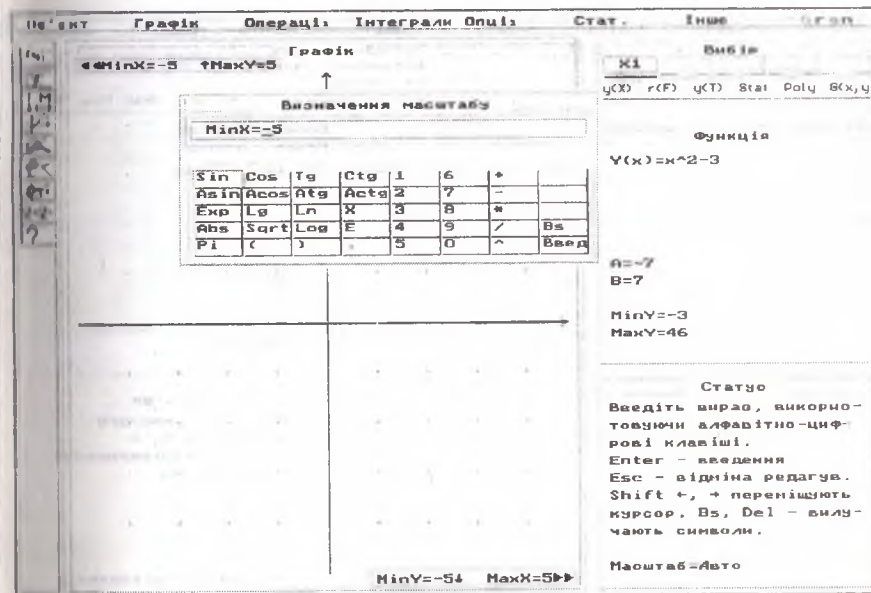 Графік Операції Інтеграли Опції Стат. Інше
Графік
MinX=-5 ↑MaxY=5
Визначення масштабу
MinX=-5
Sin Cos Tg Ctg 1 6 +
Asin Acos Atg Actg 2 7 -
Exp Lg Ln X 3 8 *
Abs Sqrt Log E 4 9 / Bs
Pi ( ) . 5 0 ^ Введ
MinY=-5↓ MaxX=5
Вибір
X1
y(X) r(F) y(T) Stat Poly G(x,y
Функція
Y(x)=x^2-3
A=-7
B=7
MinY=-3
MaxY=46
Статус
Введіть вираз, викорис-
товуючи алфавітно-циф-
рові клавіші.
Enter - введення
Esc - відміна редагув.
Shift ←, → переміщують
курсор, Bs, Del - вилу-
чають символи.
Масштаб=Авто